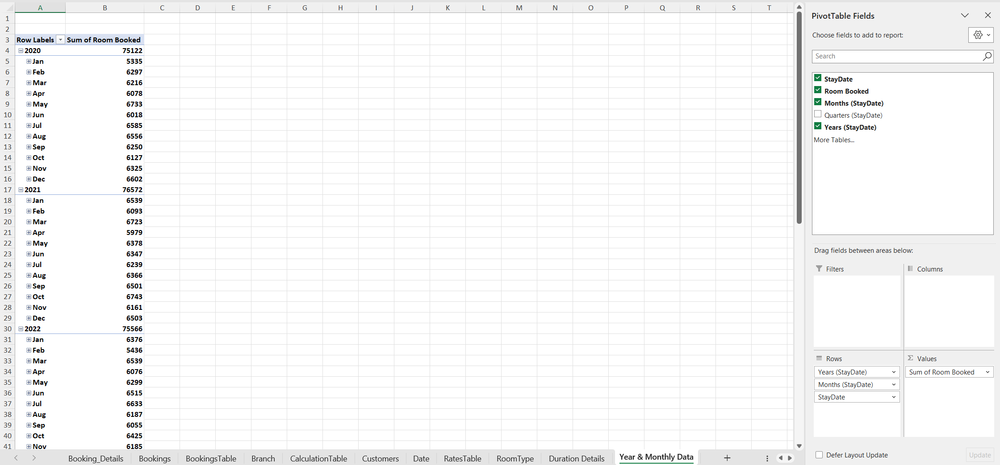 A B C D E F G H I J K L M N O P Q R S T
1
2
3 Row Labels Sum of Room Booked
4 2020 75122
5 Jan 5335
6 Feb 6297
7 Mar 6216
8 Apr 6078
9 May 6733
10 Jun 6018
11 Jul 6585
12 Aug 6556
13 Sep 6250
14 Oct 6127
15 Nov 6325
16 Dec 6602
17 2021 76572
18 Jan 6539
19 Feb 6093
20 Mar 6723
21 Apr 5979
22 May 6378
23 Jun 6347
24 Jul 6239
25 Aug 6366
26 Sep 6501
27 Oct 6743
28 Nov 6161
29 Dec 6503
30 2022 75566
31 Jan 6376
32 Feb 5436
33 Mar 6539
34 Apr 6076
35 May 6299
36 Jun 6515
37 Jul 6633
38 Aug 6187
39 Sep 6055
40 Oct 6425
41 Nov 6185
Booking_Details Bookings BookingsTable Branch CalculationTable Customers Date RatesTable RoomType Duration Details Year & Monthly Data
PivotTable Fields
Choose fields to add to report:
Search
StayDate
Room Booked
Months (StayDate)
Quarters (StayDate)
Years (StayDate)
More Tables...
Drag fields between areas below:
Filters
Columns
Rows
Years (StayDate)
Months (StayDate)
StayDate
Σ Values
Sum of Room Booked
Defer Layout Update
Update